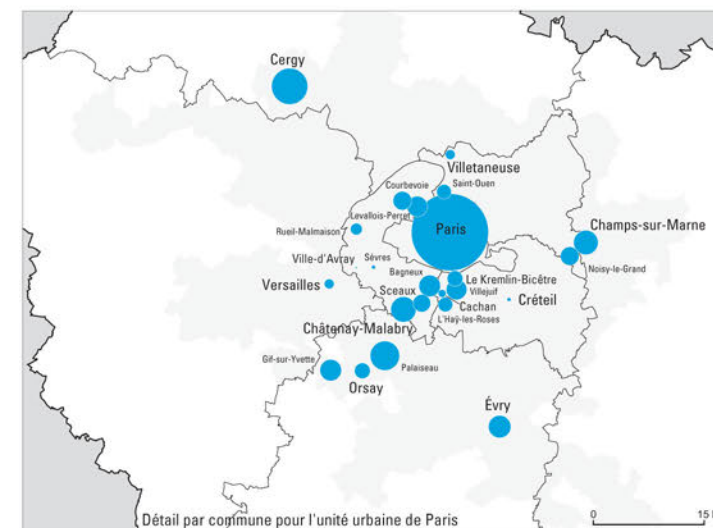 Cergy
Villetaneuse
Saint-Ouen
Courbevoie
Levallois-Perret
Champs-sur-Marne
Paris
Rueil-Malmaison
Noisy-le-Grand
Ville-d'Avray
Sèvres
Bagneux
Le Kremlin-Bicêtre
Versailles
Sceaux
Villejuif
Créteil
Cachan
L'Haÿ-les-Roses
Châtenay-Malabry
Gif-sur-Yvette
Palaiseau
Orsay
Évry
Détail par commune pour l'unité urbaine de Paris
0 15